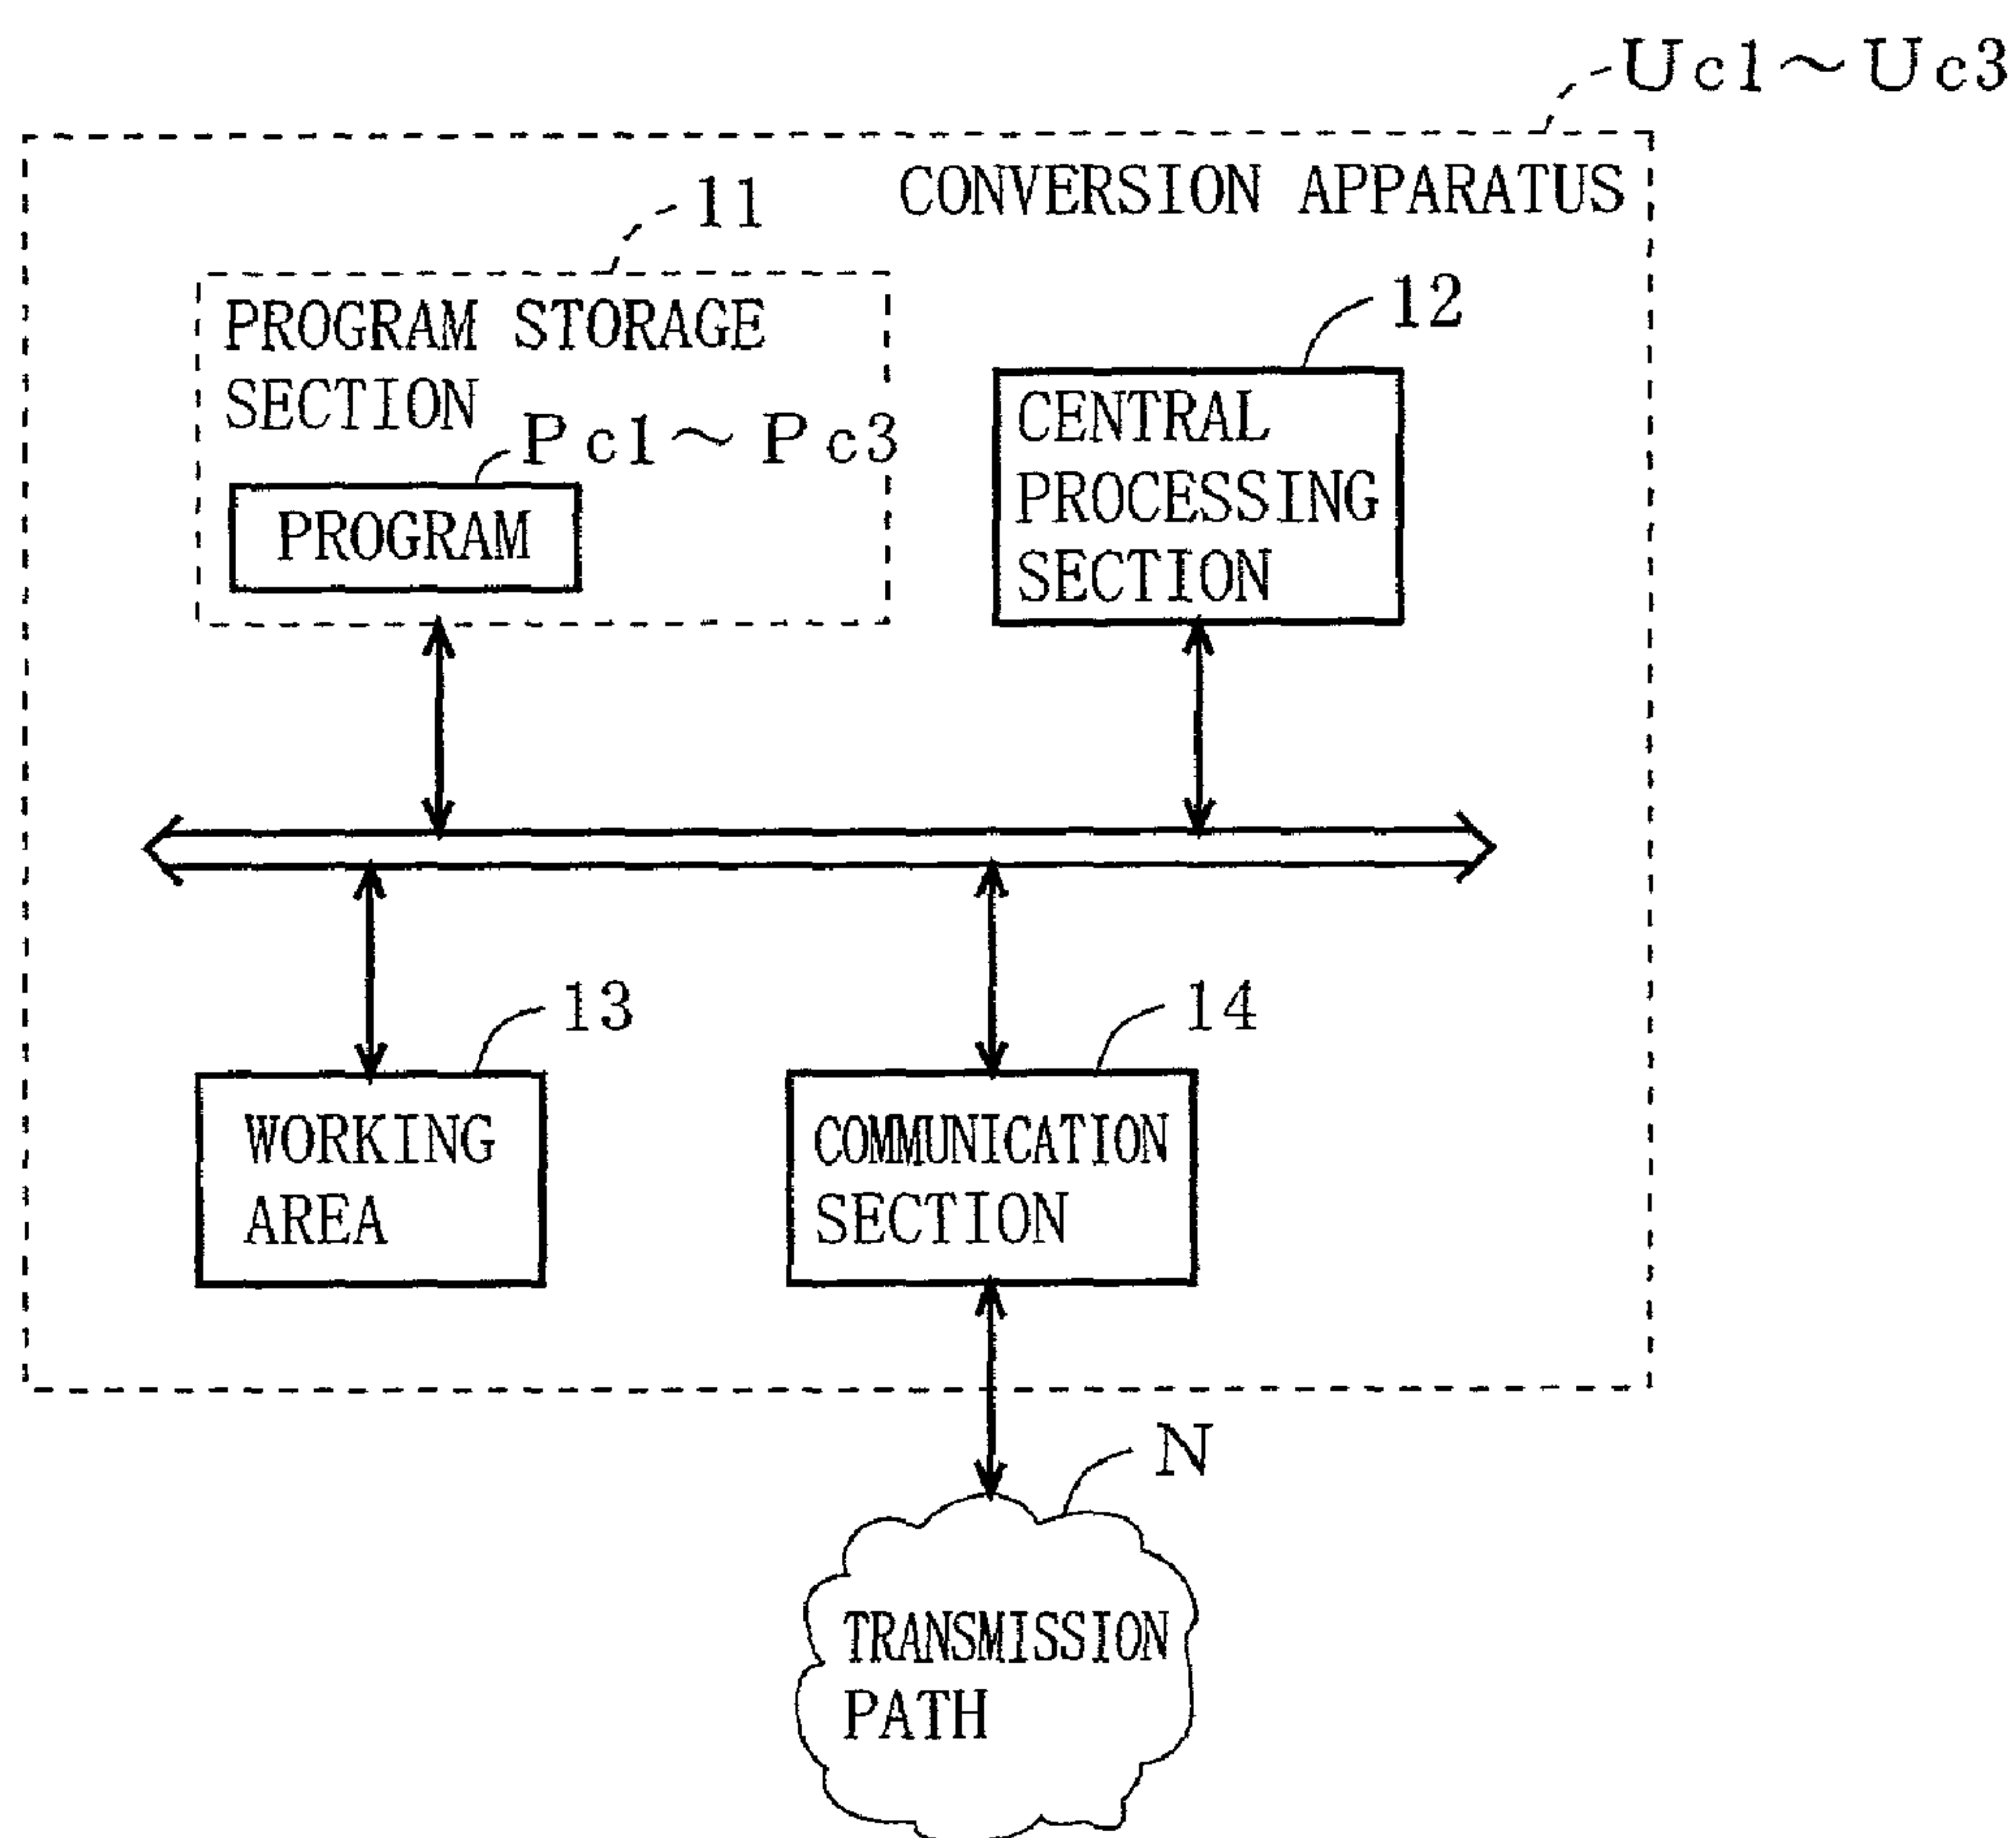 Uc1～Uc3
CONVERSION APPARATUS
11
PROGRAM STORAGE
SECTION
Pc1～Pc3
PROGRAM
12
CENTRAL
PROCESSING
SECTION
13
WORKING
AREA
14
COMMUNICATION
SECTION
N
TRANSMISSION
PATH